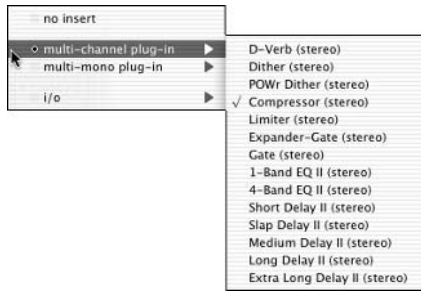 no insert
multi-channel plug-in
multi-mono plug-in
i/o
D-Verb (stereo)
Dither (stereo)
POWr Dither (stereo)
√ Compressor (stereo)
Limiter (stereo)
Expander-Gate (stereo)
Gate (stereo)
1-Band EQ II (stereo)
4-Band EQ II (stereo)
Short Delay II (stereo)
Slap Delay II (stereo)
Medium Delay II (stereo)
Long Delay II (stereo)
Extra Long Delay II (stereo)